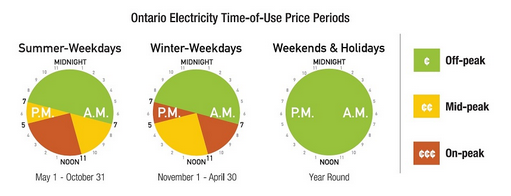 Ontario Electricity Time-of-Use Price Periods
Summer-Weekdays
MIDNIGHT
P.M.
A.M.
7
5
7
11
NOON
May 1 - October 31
Winter-Weekdays
MIDNIGHT
P.M.
A.M.
7
5
7
11
NOON
November 1 - April 30
Weekends & Holidays
MIDNIGHT
P.M.
A.M.
NOON
Year Round
¢ Off-peak
¢¢ Mid-peak
¢¢¢ On-peak